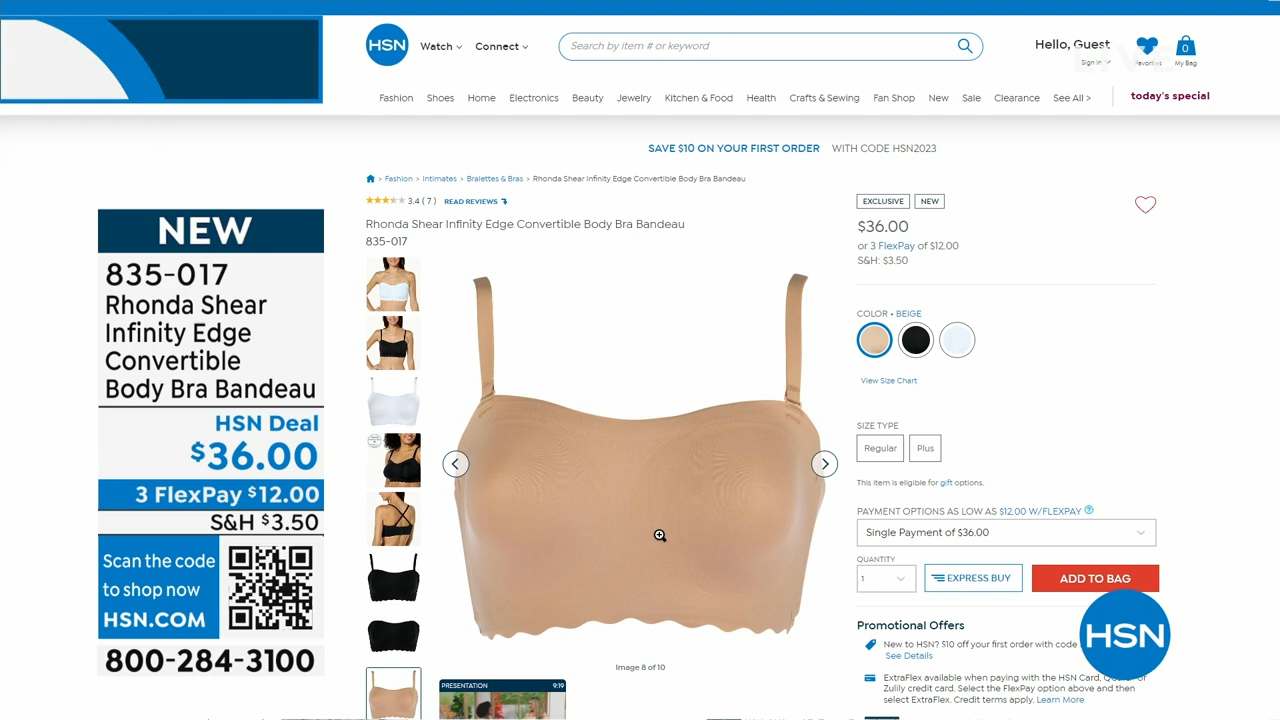 HSN
Watch
Connect
Search by item # or keyword
Hello, Guest
Sign In
Favorites
0
My Bag
Fashion
Shoes
Home
Electronics
Beauty
Jewelry
Kitchen & Food
Health
Crafts & Sewing
Fan Shop
New
Sale
Clearance
See All >
today's special
SAVE $10 ON YOUR FIRST ORDER WITH CODE HSN2023
> Fashion > Intimates > Bralettes & Bras > Rhonda Shear Infinity Edge Convertible Body Bra Bandeau
3.4 ( 7 ) READ REVIEWS
Rhonda Shear Infinity Edge Convertible Body Bra Bandeau
835-017
NEW
835-017
Rhonda Shear
Infinity Edge
Convertible
Body Bra Bandeau
HSN Deal
$36.00
3 FlexPay $12.00
S&H $3.50
Scan the code
to shop now
HSN.COM
800-284-3100
Image 8 of 10
PRESENTATION 9:19
EXCLUSIVE
NEW
$36.00
or 3 FlexPay of $12.00
S&H: $3.50
COLOR • BEIGE
View Size Chart
SIZE TYPE
Regular
Plus
This item is eligible for gift options.
PAYMENT OPTIONS AS LOW AS $12.00 W/FLEXPAY
Single Payment of $36.00
QUANTITY
1
EXPRESS BUY
ADD TO BAG
Promotional Offers
New to HSN? $10 off your first order with code
See Details
ExtraFlex available when paying with the HSN Card, or
Zulily credit card. Select the FlexPay option above and then
select ExtraFlex. Credit terms apply. Learn More
HSN